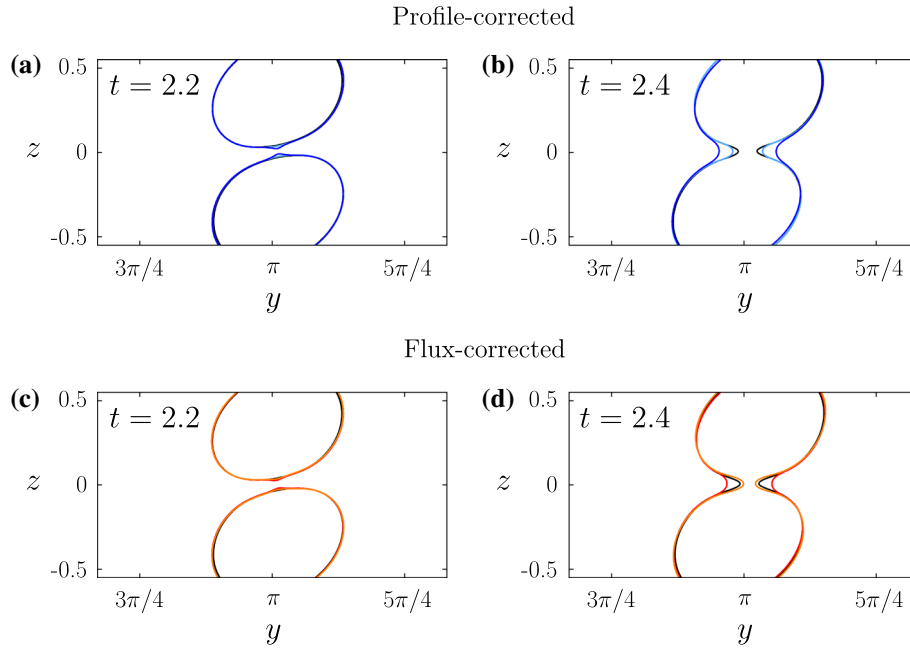 Profile-corrected
(a) (b)
0.5 t = 2.2 0.5 t = 2.4
z 0 z 0
-0.5 -0.5
3π/4 π 5π/4 3π/4 π 5π/4
y y
Flux-corrected
(c) (d)
0.5 t = 2.2 0.5 t = 2.4
z 0 z 0
-0.5 -0.5
3π/4 π 5π/4 3π/4 π 5π/4
y y